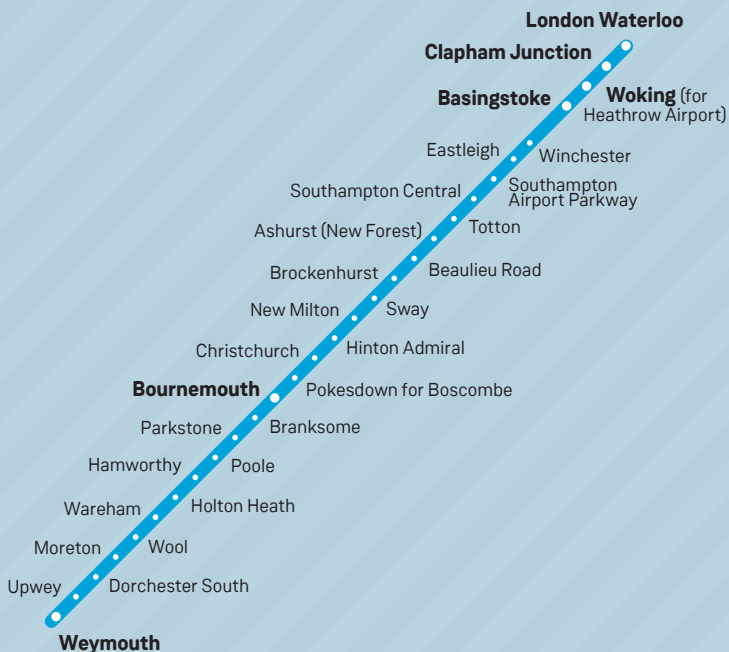 London Waterloo
Clapham Junction
Woking (for
Heathrow Airport)
Basingstoke
Winchester
Eastleigh
Southampton
Airport Parkway
Southampton Central
Totton
Ashurst (New Forest)
Beaulieu Road
Brockenhurst
Sway
New Milton
Hinton Admiral
Christchurch
Pokesdown for Boscombe
Bournemouth
Branksome
Parkstone
Poole
Hamworthy
Holton Heath
Wareham
Wool
Moreton
Dorchester South
Upwey
Weymouth